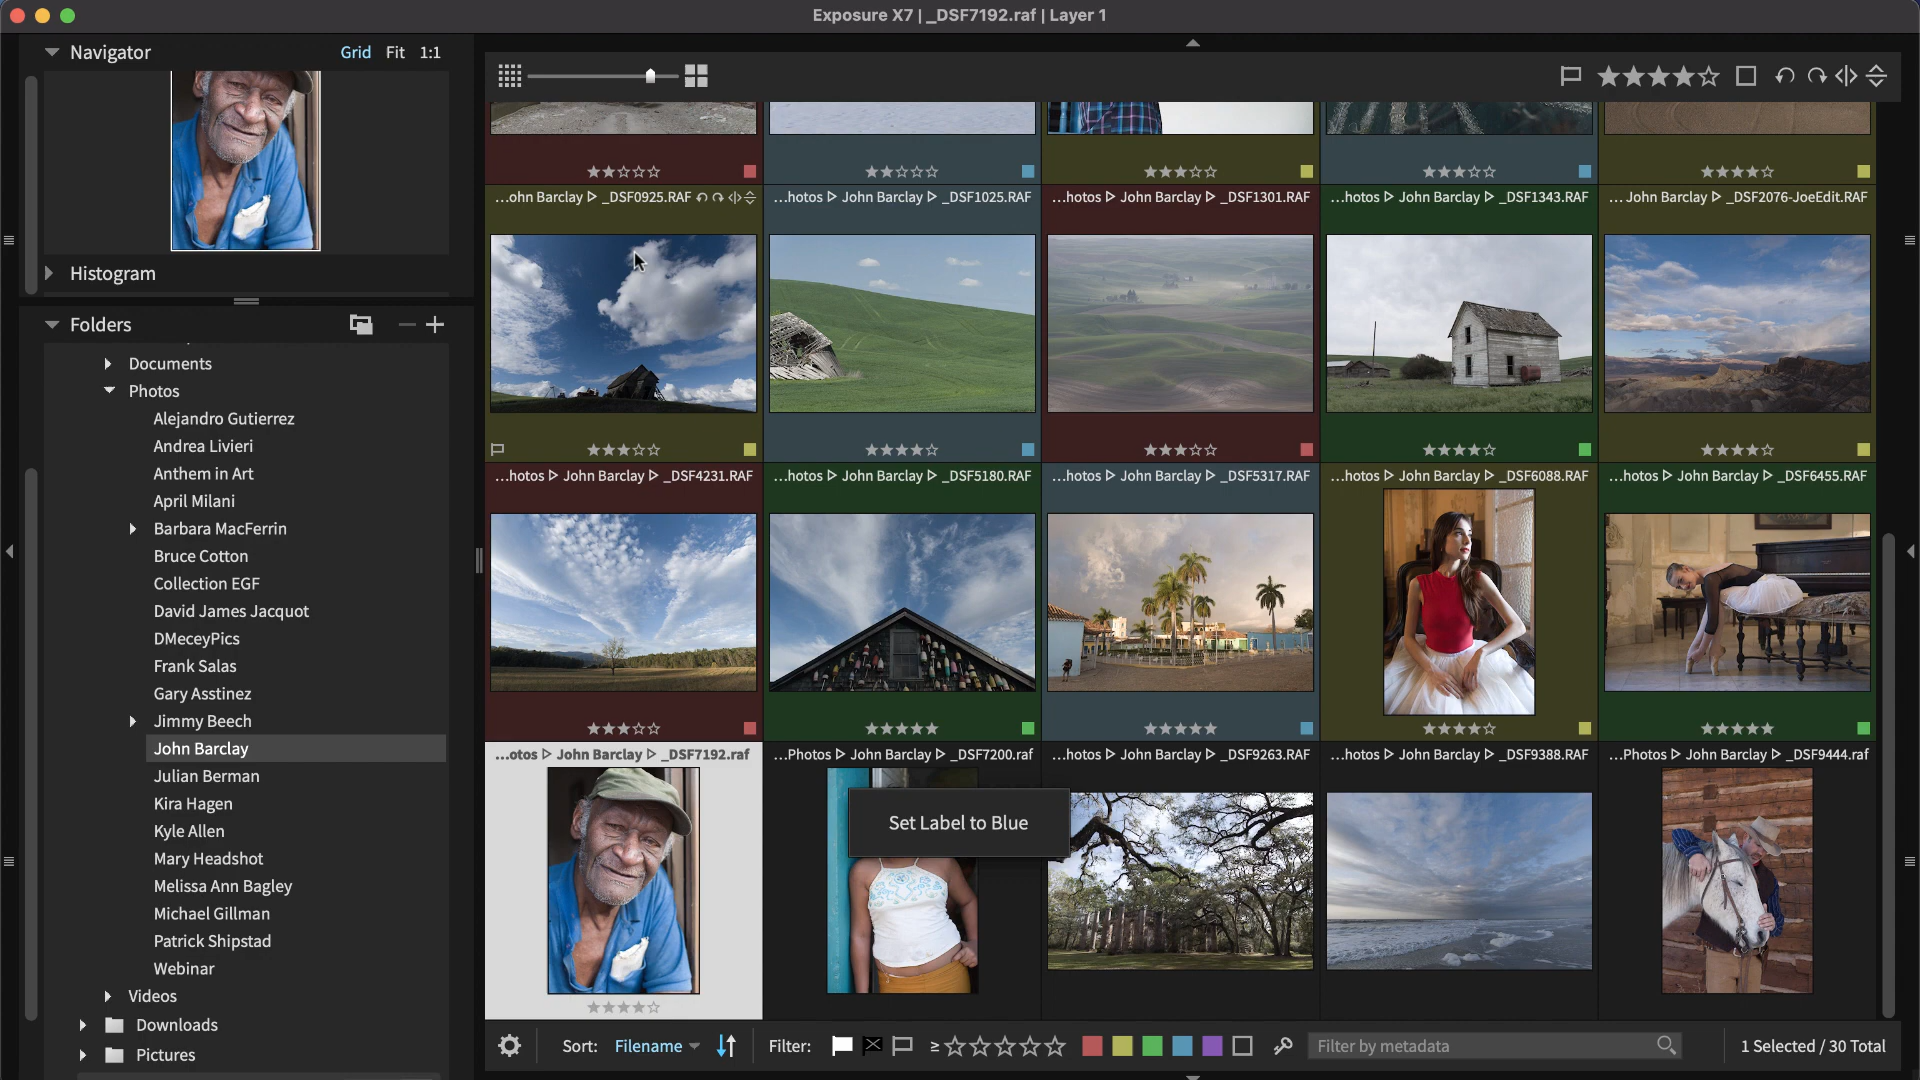 Exposure X7 | _DSF7192.raf | Layer 1
Navigator
Grid Fit 1:1
Histogram
Folders
Documents
Photos
Alejandro Gutierrez
Andrea Livieri
Anthem in Art
April Milani
Barbara MacFerrin
Bruce Cotton
Collection EGF
David James Jacquot
DMeceyPics
Frank Salas
Gary Asstinez
Jimmy Beech
John Barclay
Julian Berman
Kira Hagen
Kyle Allen
Mary Headshot
Melissa Ann Bagley
Michael Gillman
Patrick Shipstad
Webinar
Videos
Downloads
Pictures
...ohn Barclay ▷ _DSF0925.RAF
...hotos ▷ John Barclay ▷ _DSF1025.RAF
...hotos ▷ John Barclay ▷ _DSF1301.RAF
...hotos ▷ John Barclay ▷ _DSF1343.RAF
... John Barclay ▷ _DSF2076-JoeEdit.RAF
...hotos ▷ John Barclay ▷ _DSF4231.RAF
...hotos ▷ John Barclay ▷ _DSF5180.RAF
...hotos ▷ John Barclay ▷ _DSF5317.RAF
...hotos ▷ John Barclay ▷ _DSF6088.RAF
...hotos ▷ John Barclay ▷ _DSF6455.RAF
...otos ▷ John Barclay ▷ _DSF7192.raf
...Photos ▷ John Barclay ▷ _DSF7200.raf
...hotos ▷ John Barclay ▷ _DSF9263.RAF
...hotos ▷ John Barclay ▷ _DSF9388.RAF
...Photos ▷ John Barclay ▷ _DSF9444.raf
Set Label to Blue
Sort: Filename
Filter: ≥
Filter by metadata
1 Selected / 30 Total